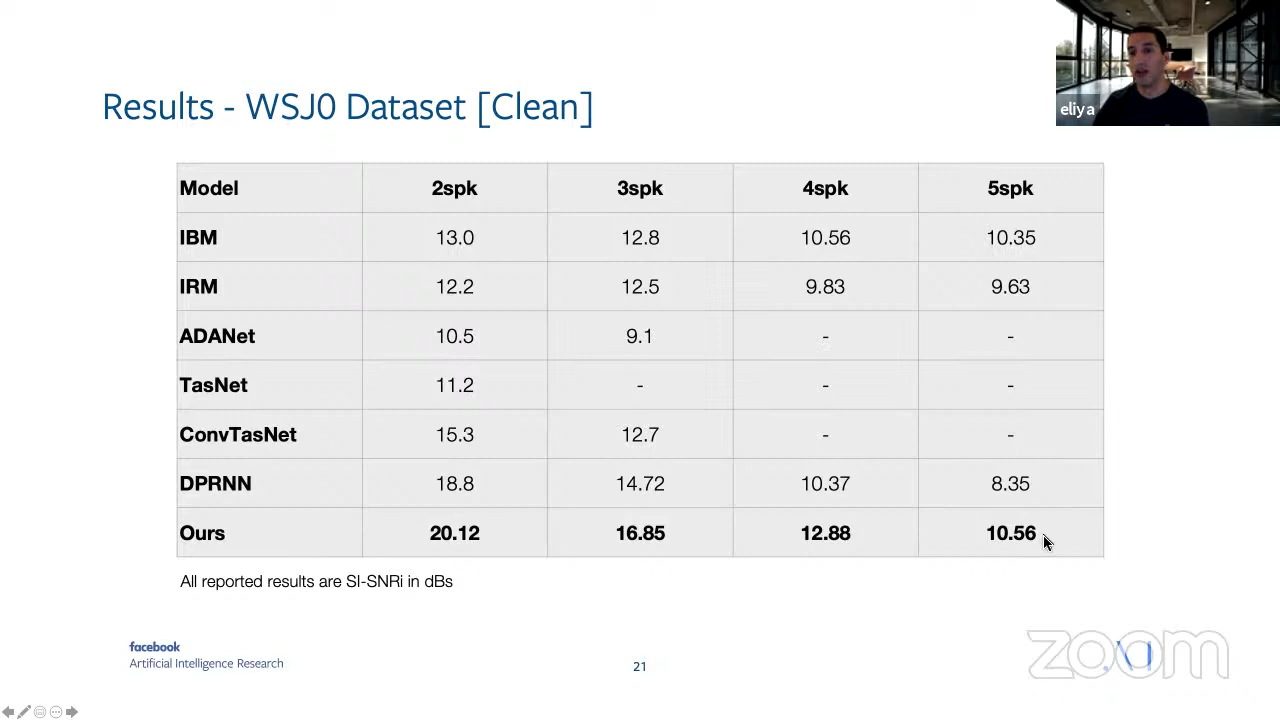 eliya
Results - WSJ0 Dataset [Clean]
Model 2spk 3spk 4spk 5spk
IBM 13.0 12.8 10.56 10.35
IRM 12.2 12.5 9.83 9.63
ADANet 10.5 9.1 - -
TasNet 11.2 - - -
ConvTasNet 15.3 12.7 - -
DPRNN 18.8 14.72 10.37 8.35
Ours 20.12 16.85 12.88 10.56
All reported results are SI-SNRi in dBs
facebook
Artificial Intelligence Research
21
zoom